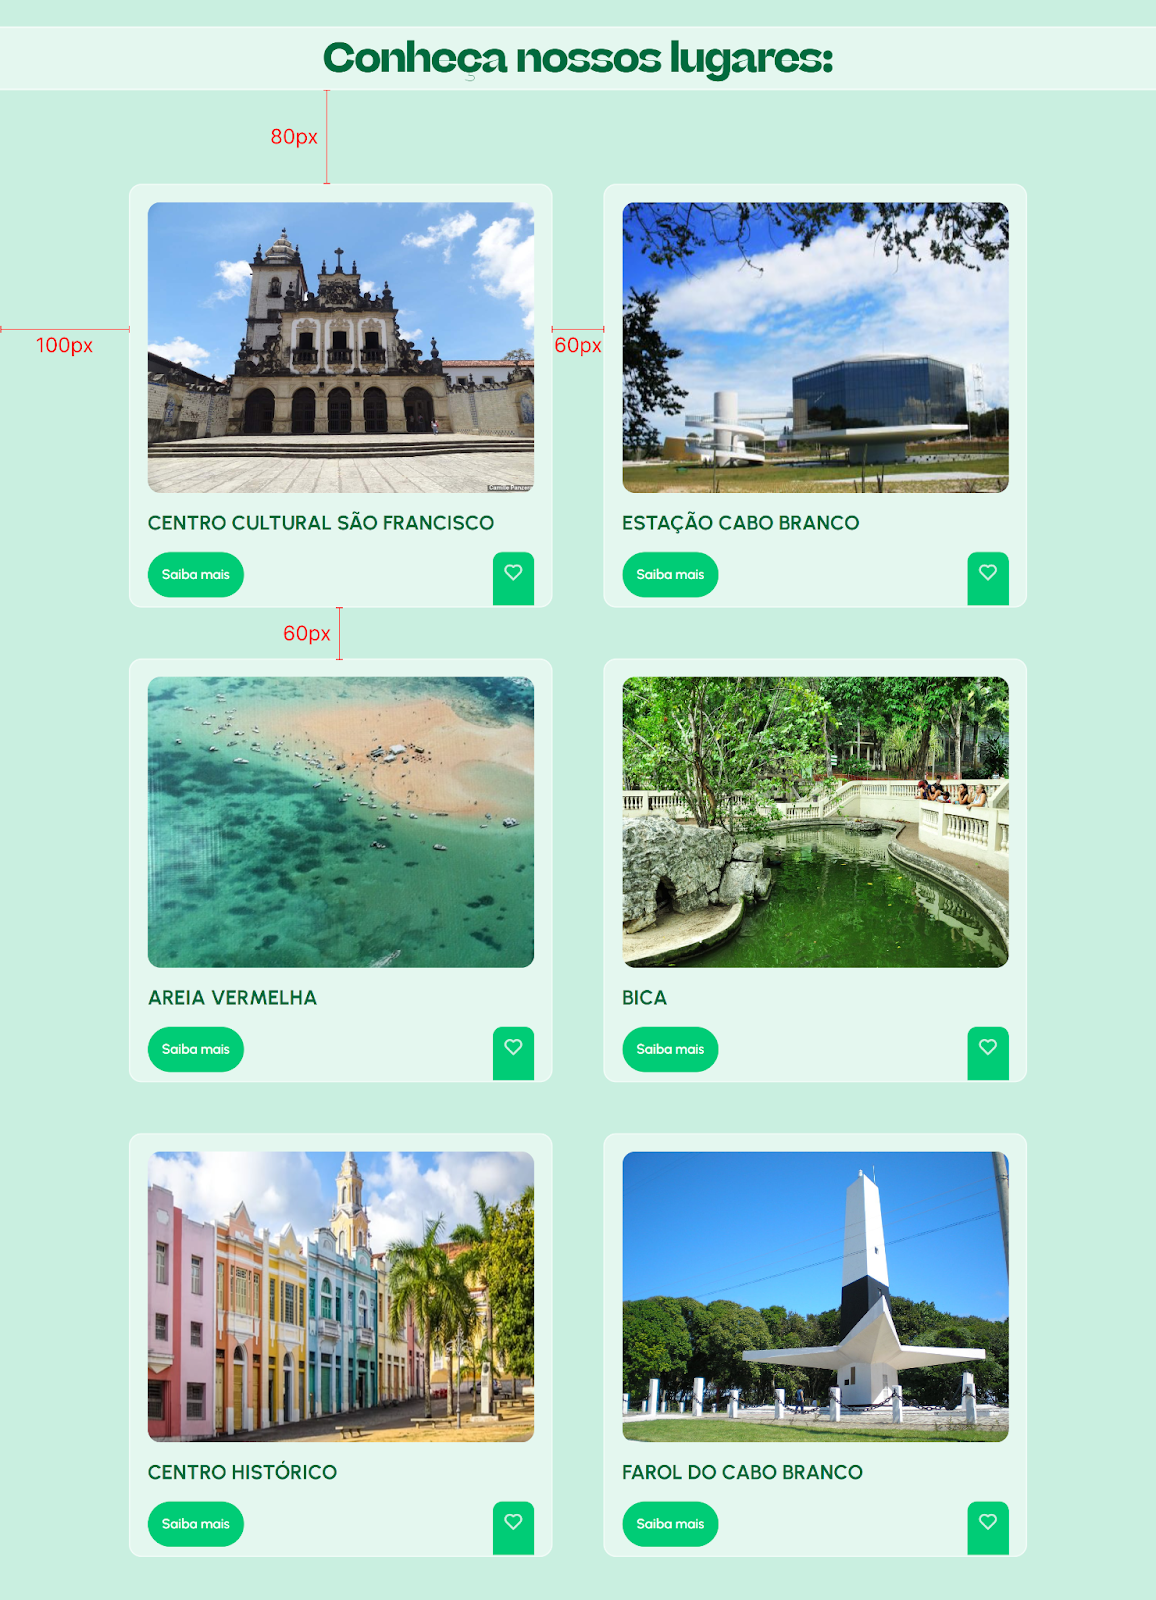 Conheça nossos lugares:
80px
100px
60px
CENTRO CULTURAL SÃO FRANCISCO
ESTAÇÃO CABO BRANCO
Saiba mais
Saiba mais
60px
AREIA VERMELHA
BICA
Saiba mais
Saiba mais
CENTRO HISTÓRICO
FAROL DO CABO BRANCO
Saiba mais
Saiba mais